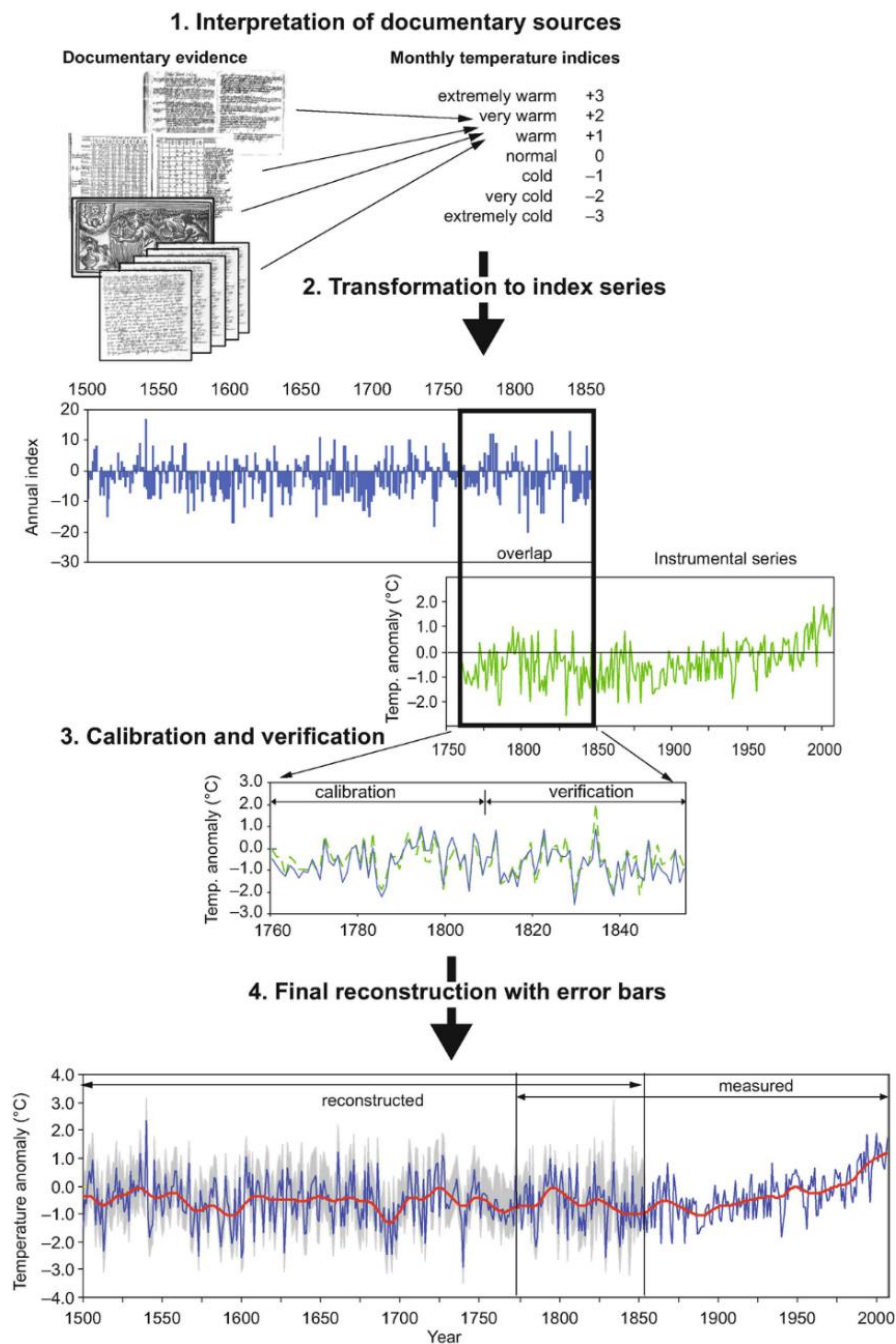 1. Interpretation of documentary sources
Documentary evidence
Monthly temperature indices
extremely warm +3
very warm +2
warm +1
normal 0
cold –1
very cold –2
extremely cold –3
2. Transformation to index series
1500 1550 1600 1650 1700 1750 1800 1850
20
10
0
–10
–20
–30
Annual index
overlap
Instrumental series
2.0
1.0
0.0
–1.0
–2.0
Temp. anomaly (°C)
1750 1800 1850 1900 1950 2000
3. Calibration and verification
3.0
2.0
1.0
0.0
–1.0
–2.0
–3.0
Temp. anomaly (°C)
calibration
verification
1760 1780 1800 1820 1840
4. Final reconstruction with error bars
4.0
3.0
2.0
1.0
0.0
–1.0
–2.0
–3.0
–4.0
Temperature anomaly (°C)
reconstructed
measured
1500 1550 1600 1650 1700 1750 1800 1850 1900 1950 2000
Year